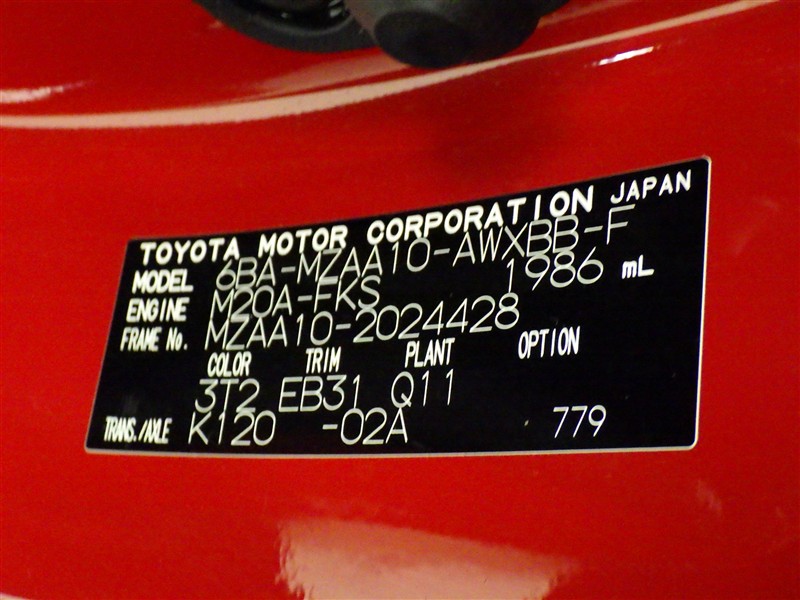 TOYOTA MOTOR CORPORATION JAPAN
MODEL 6BA-MZAA10-AWXBB-F
ENGINE M20A-FKS 1986 mL
FRAME No. MZAA10-2024428
COLOR TRIM PLANT OPTION
3T2 EB31 Q11
TRANS./AXLE K120 -02A 779